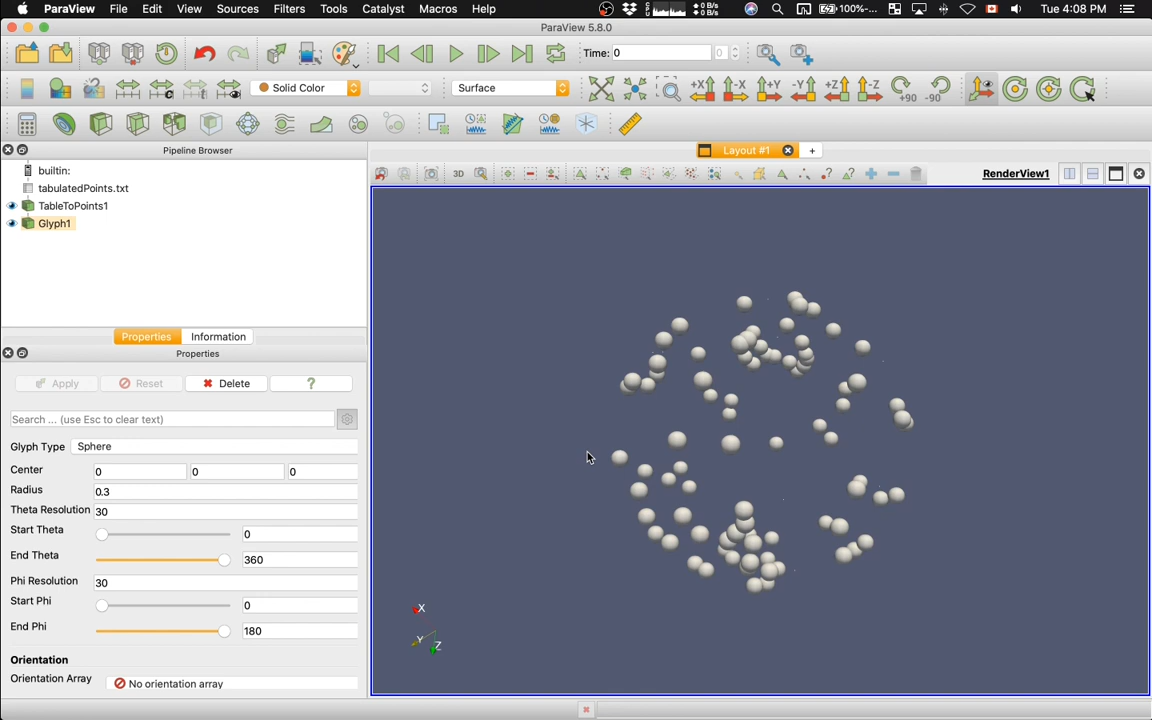 ParaView File Edit View Sources Filters Tools Catalyst Macros Help 100%... Tue 4:08 PM
ParaView 5.8.0
Time: 0 0
Solid Color Surface +X -X +Y -Y +Z -Z +90 -90
Pipeline Browser Layout #1 +
builtin: 3D RenderView1
tabulatedPoints.txt
TableToPoints1
Glyph1
Properties Information
Properties
Apply Reset Delete ?
Search ... (use Esc to clear text)
Glyph Type Sphere
Center 0 0 0
Radius 0.3
Theta Resolution 30
Start Theta 0
End Theta 360
Phi Resolution 30
Start Phi 0
End Phi 180
Orientation
Orientation Array No orientation array
X
Y Z